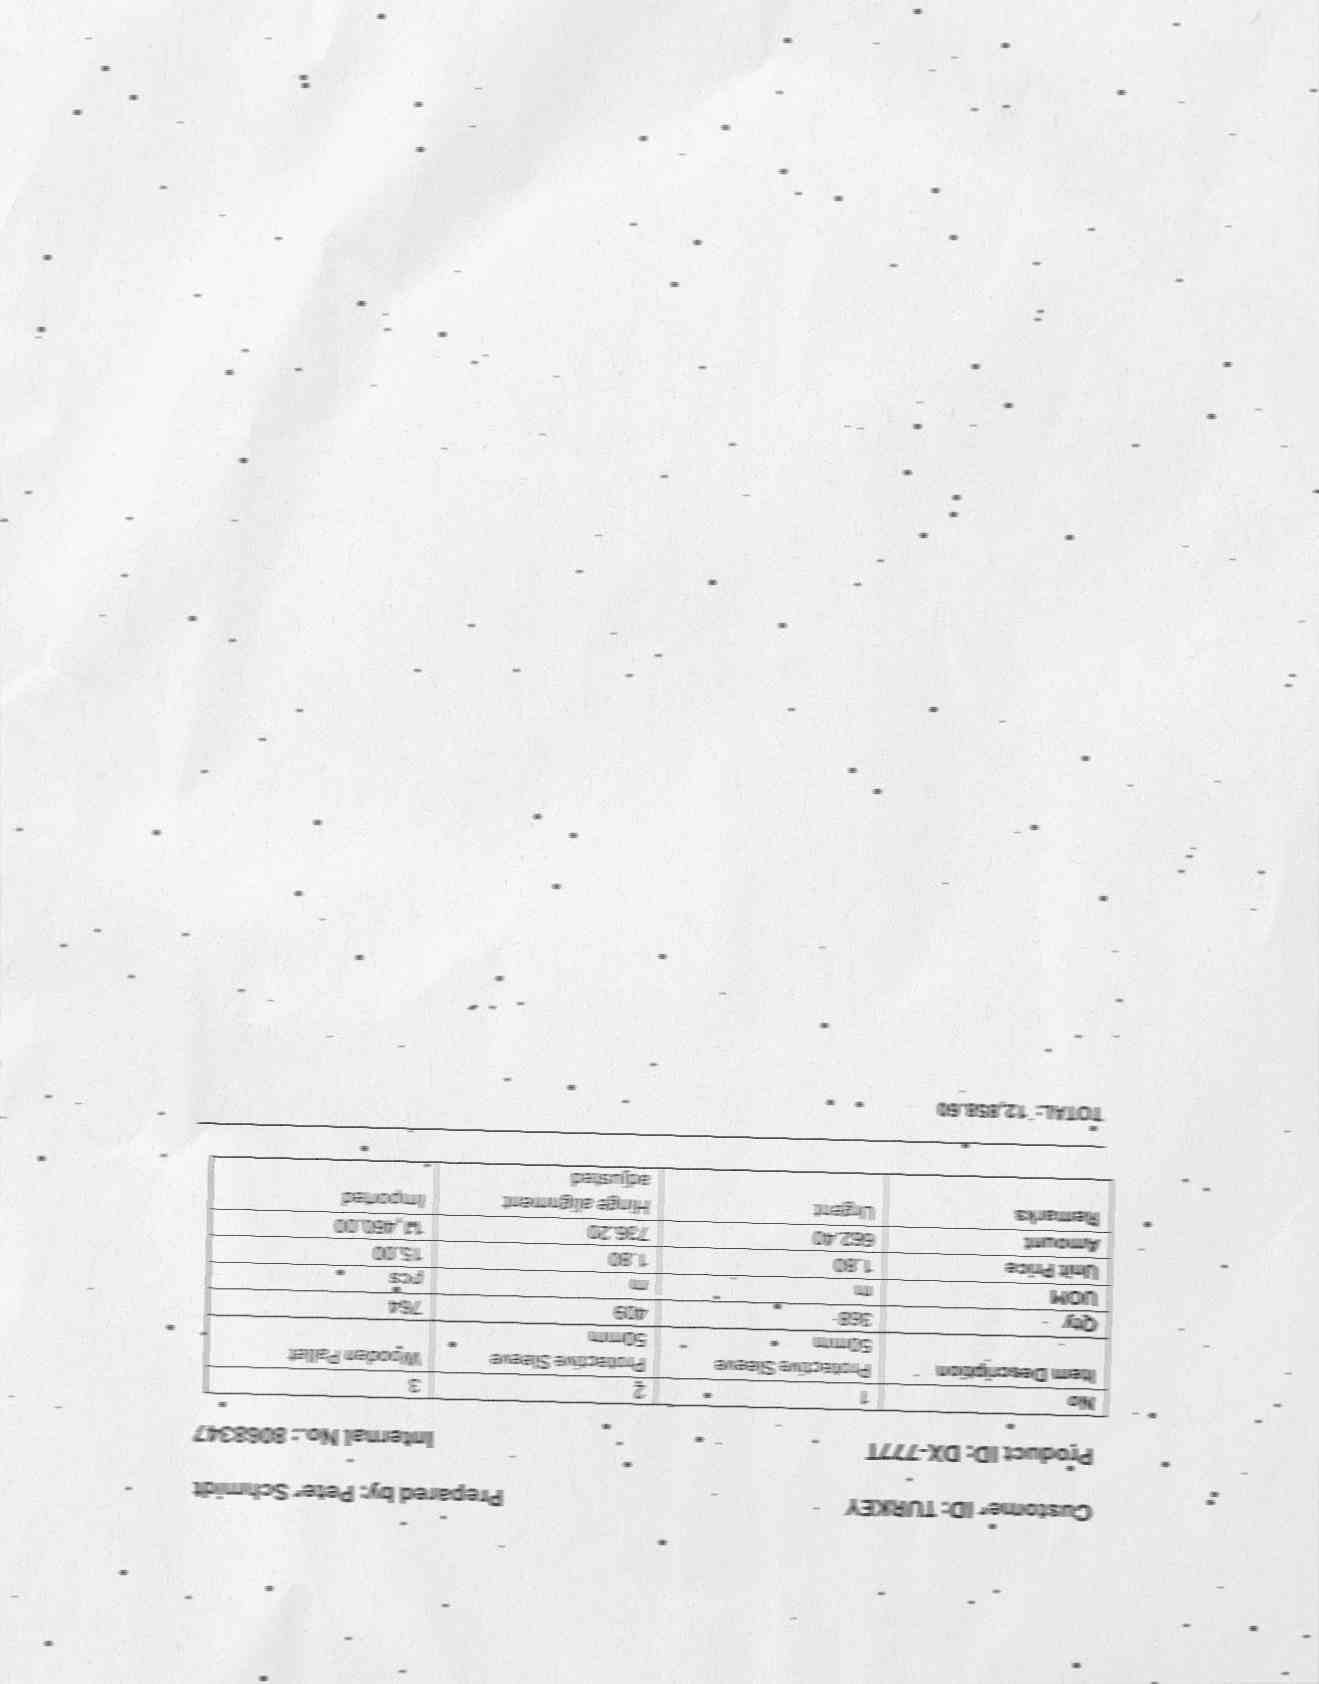 Customer ID: TURKEY Prepared by: Peter Schmidt
Product ID: DX-777T Internal No.: 8068347
No 1 2 3
Item Description Protective Sleeve Protective Sleeve Wooden Pallet
50mm 50mm
Qty 368 409 764
UOM m m pcs
Unit Price 1.80 1.80 15.00
Amount 662.40 736.20 11,460.00
Remarks Urgent Hinge alignment Imported
adjusted
TOTAL: 12,858.60